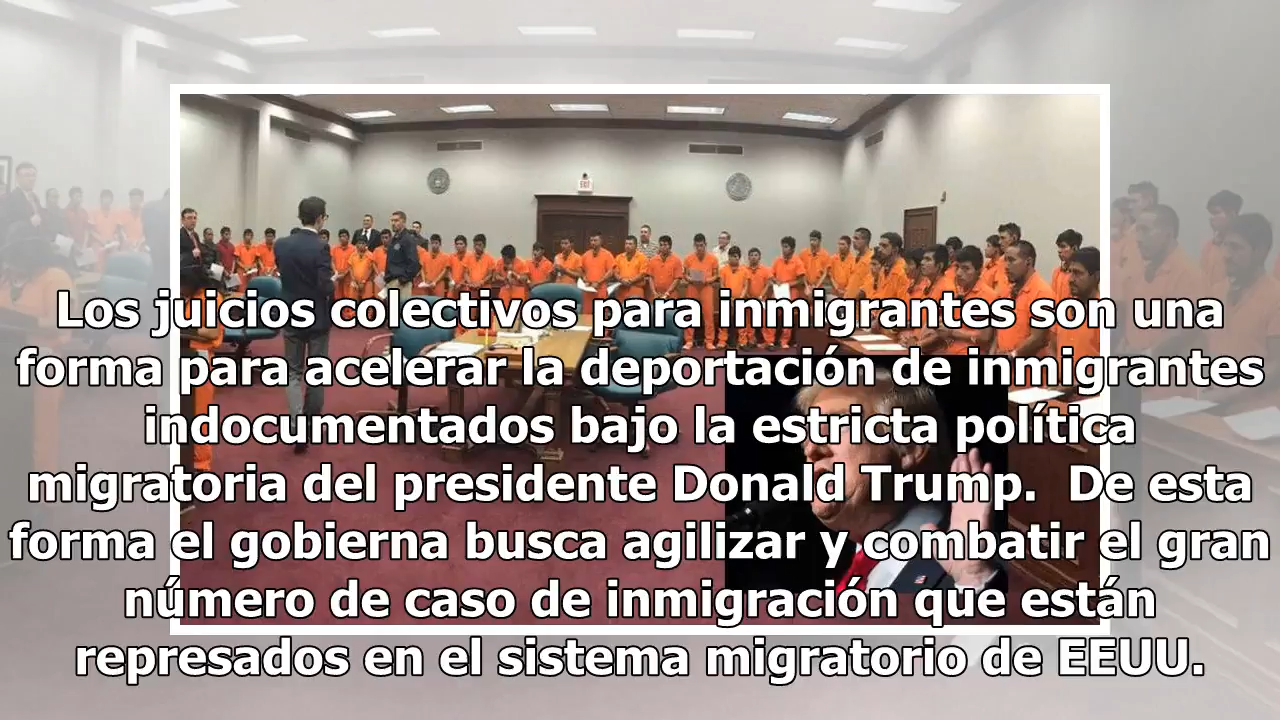 Los juicios colectivos para inmigrantes son una
forma para acelerar la deportación de inmigrantes
indocumentados bajo la estricta política
migratoria del presidente Donald Trump.  De esta
forma el gobierna busca agilizar y combatir el gran
número de caso de inmigración que están
represados en el sistema migratorio de EEUU.